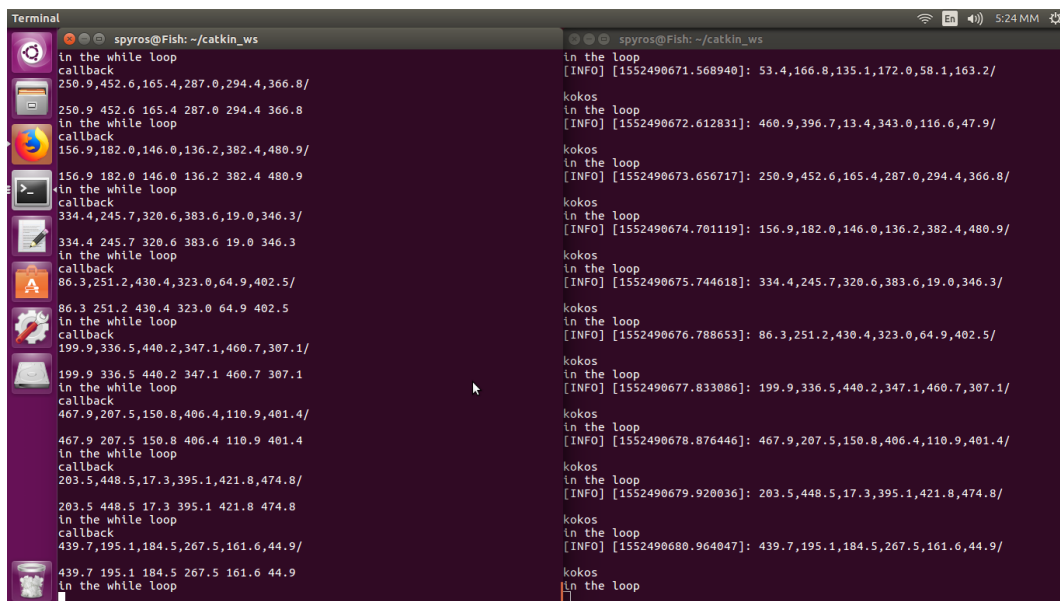 Terminal
En
5:24 MM
spyros@Fish: ~/catkin_ws
in the while loop
callback
250.9,452.6,165.4,287.0,294.4,366.8/
250.9 452.6 165.4 287.0 294.4 366.8
in the while loop
callback
156.9,182.0,146.0,136.2,382.4,480.9/
156.9 182.0 146.0 136.2 382.4 480.9
in the while loop
callback
334.4,245.7,320.6,383.6,19.0,346.3/
334.4 245.7 320.6 383.6 19.0 346.3
in the while loop
callback
86.3,251.2,430.4,323.0,64.9,402.5/
86.3 251.2 430.4 323.0 64.9 402.5
in the while loop
callback
199.9,336.5,440.2,347.1,460.7,307.1/
199.9 336.5 440.2 347.1 460.7 307.1
in the while loop
callback
467.9,207.5,150.8,406.4,110.9,401.4/
467.9 207.5 150.8 406.4 110.9 401.4
in the while loop
callback
203.5,448.5,17.3,395.1,421.8,474.8/
203.5 448.5 17.3 395.1 421.8 474.8
in the while loop
callback
439.7,195.1,184.5,267.5,161.6,44.9/
439.7 195.1 184.5 267.5 161.6 44.9
in the while loop
spyros@Fish: ~/catkin_ws
in the loop
[INFO] [1552490671.568940]: 53.4,166.8,135.1,172.0,58.1,163.2/
kokos
in the loop
[INFO] [1552490672.612831]: 460.9,396.7,13.4,343.0,116.6,47.9/
kokos
in the loop
[INFO] [1552490673.656717]: 250.9,452.6,165.4,287.0,294.4,366.8/
kokos
in the loop
[INFO] [1552490674.701119]: 156.9,182.0,146.0,136.2,382.4,480.9/
kokos
in the loop
[INFO] [1552490675.744618]: 334.4,245.7,320.6,383.6,19.0,346.3/
kokos
in the loop
[INFO] [1552490676.788653]: 86.3,251.2,430.4,323.0,64.9,402.5/
kokos
in the loop
[INFO] [1552490677.833086]: 199.9,336.5,440.2,347.1,460.7,307.1/
kokos
in the loop
[INFO] [1552490678.876446]: 467.9,207.5,150.8,406.4,110.9,401.4/
kokos
in the loop
[INFO] [1552490679.920036]: 203.5,448.5,17.3,395.1,421.8,474.8/
kokos
in the loop
[INFO] [1552490680.964047]: 439.7,195.1,184.5,267.5,161.6,44.9/
kokos
in the loop